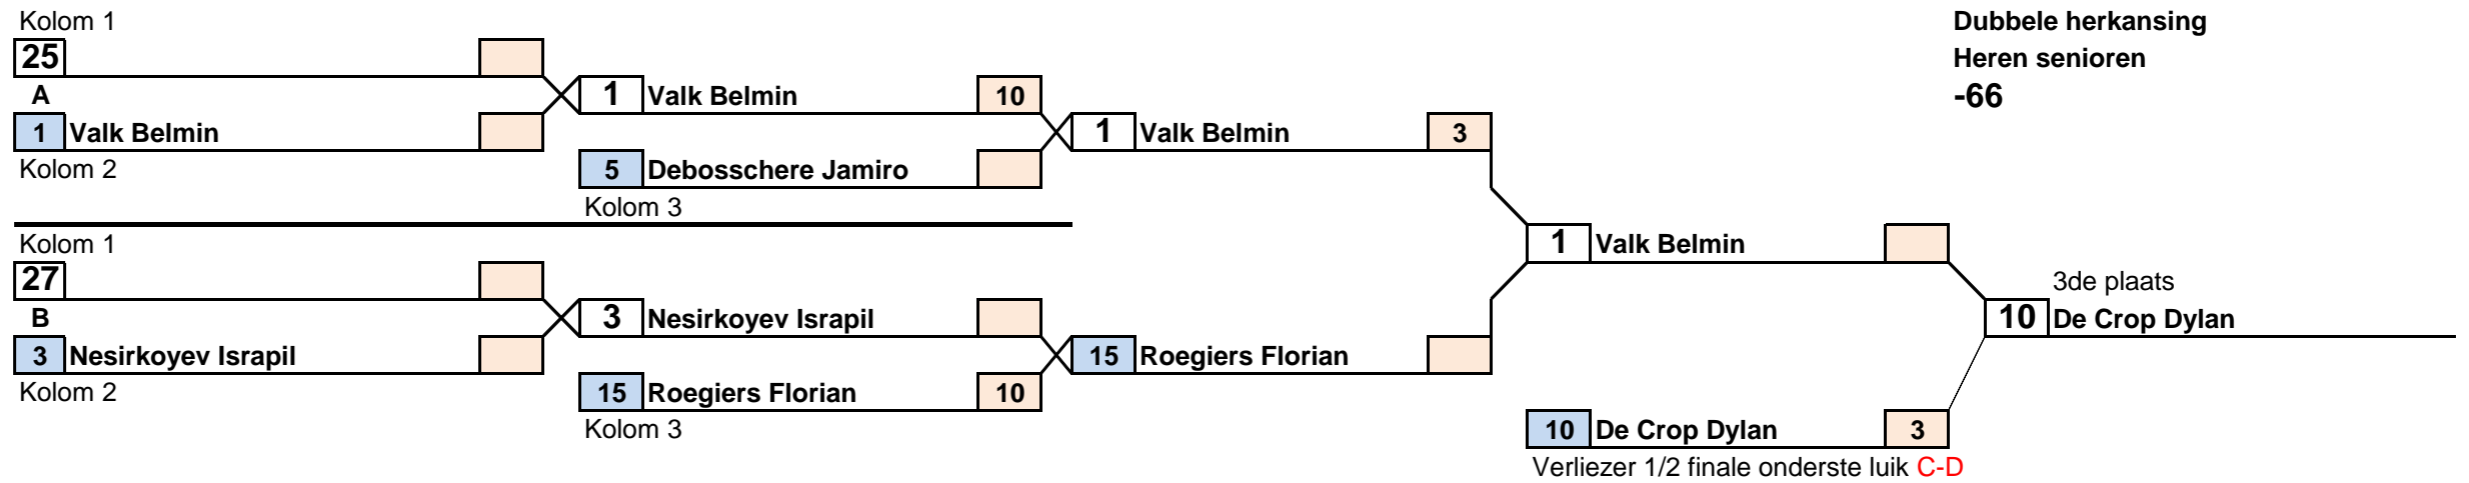 Kolom 1
25
A
1 Valk Belmin
Kolom 2
1 Valk Belmin 10
5 Debosschere Jamiro
Kolom 3
1 Valk Belmin 3
Kolom 1
27
B
3 Nesirkoyev Israpil
Kolom 2
3 Nesirkoyev Israpil
15 Roegiers Florian 10
Kolom 3
15 Roegiers Florian
1 Valk Belmin
10 De Crop Dylan 3
Verliezer 1/2 finale onderste luik C-D
3de plaats
10 De Crop Dylan
Dubbele herkansing
Heren senioren
-66